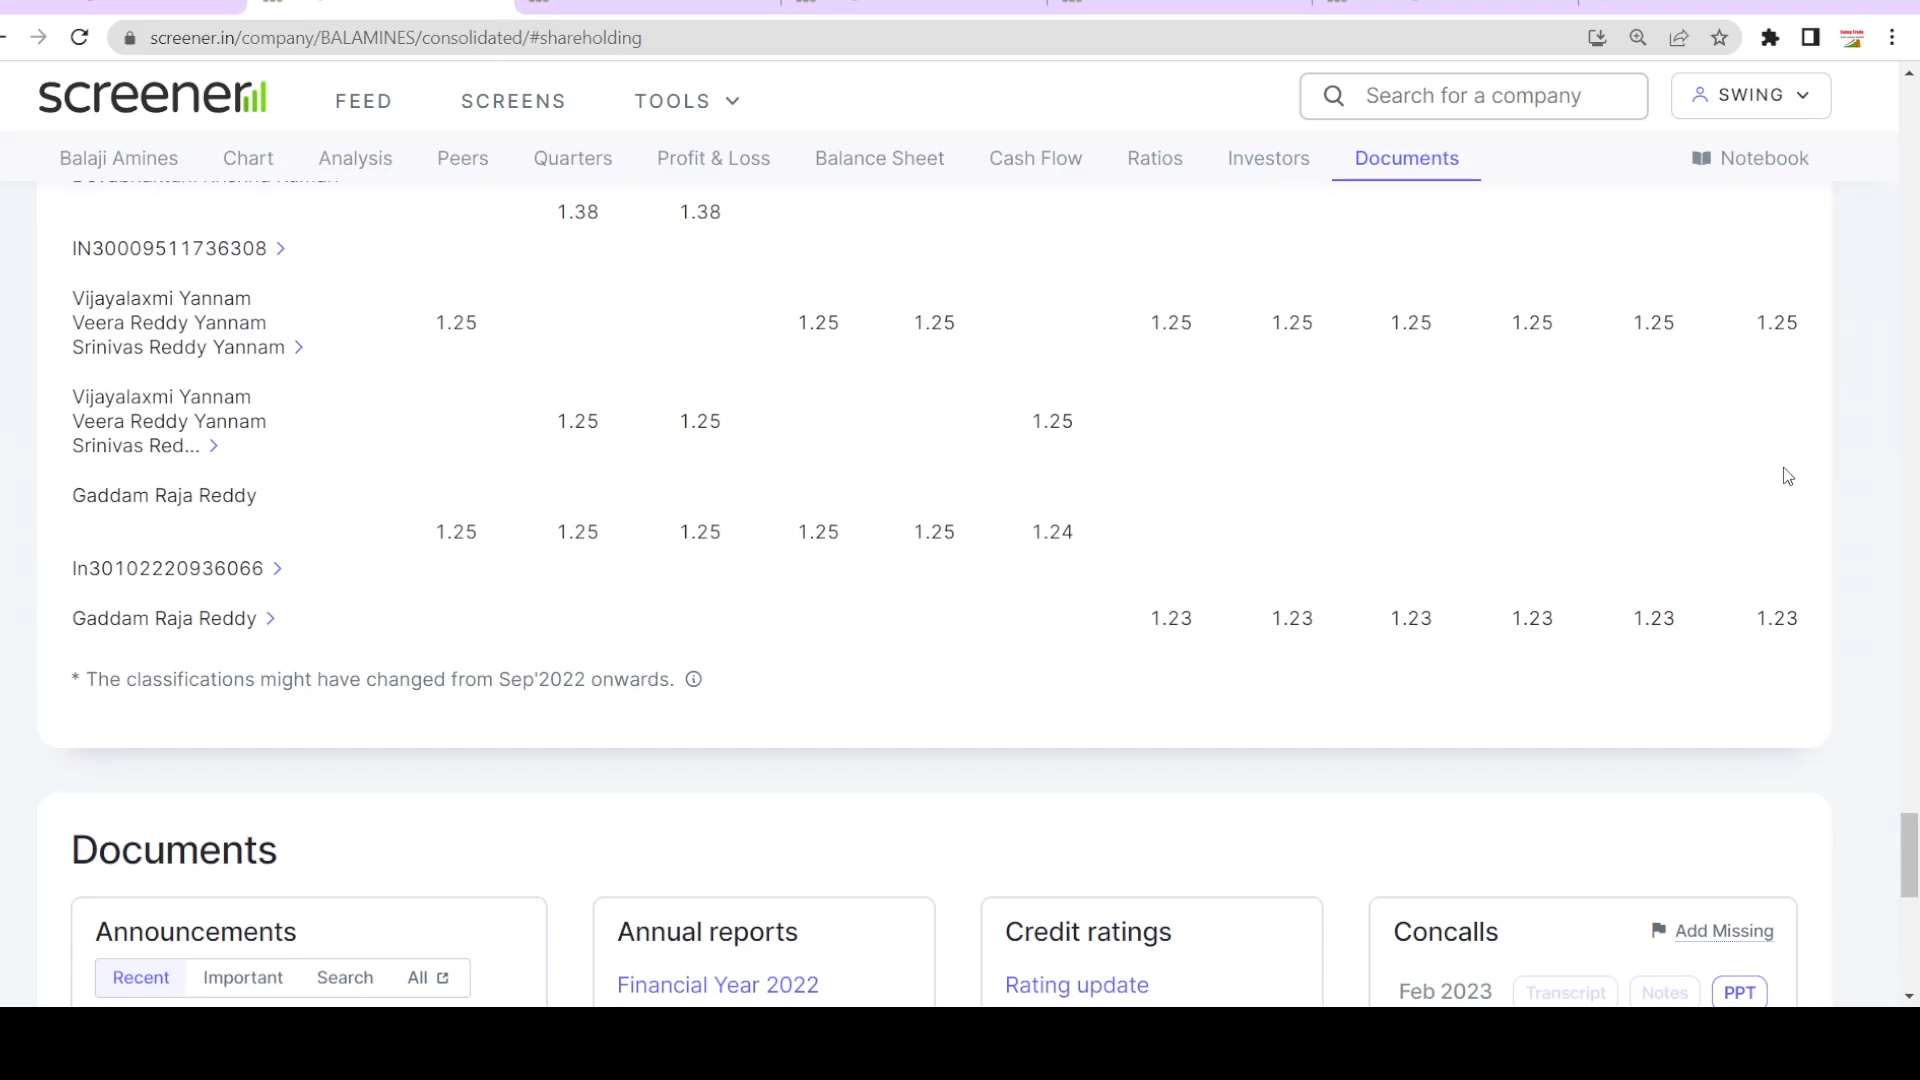 screener.in/company/BALAMINES/consolidated/#shareholding
screener
FEED SCREENS TOOLS
Search for a company
SWING
Balaji Amines Chart Analysis Peers Quarters Profit & Loss Balance Sheet Cash Flow Ratios Investors Documents Notebook
1.38 1.38
IN30009511736308
Vijayalaxmi Yannam
Veera Reddy Yannam 1.25 1.25 1.25 1.25 1.25 1.25 1.25 1.25 1.25
Srinivas Reddy Yannam
Vijayalaxmi Yannam
Veera Reddy Yannam 1.25 1.25 1.25
Srinivas Red...
Gaddam Raja Reddy
1.25 1.25 1.25 1.25 1.25 1.24
In30102220936066
Gaddam Raja Reddy 1.23 1.23 1.23 1.23 1.23 1.23
* The classifications might have changed from Sep'2022 onwards.
Documents
Announcements
Recent Important Search All
Annual reports
Financial Year 2022
Credit ratings
Rating update
Concalls Add Missing
Feb 2023 Transcript Notes PPT